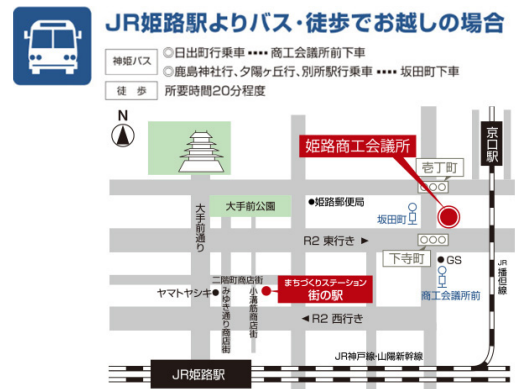 JR姫路駅よりバス・徒歩でお越しの場合
神姫バス
◎日出町行乗車 •••• 商工会議所前下車
◎鹿島神社行、夕陽ヶ丘行、別所駅行乗車 •••• 坂田町下車
徒 歩
所要時間20分程度
N
姫路商工会議所
京口駅
壱丁町
大手前公園
●姫路郵便局
坂田町
大手前通り
R2 東行き ▶
下寺町
●GS
JR播但線
二階町商店街
まちづくりステーション
街の駅
ヤマトヤシキ●
みゆき通り商店街
小溝筋商店街
商工会議所前
◀ R2 西行き
JR神戸線・山陽新幹線
JR姫路駅